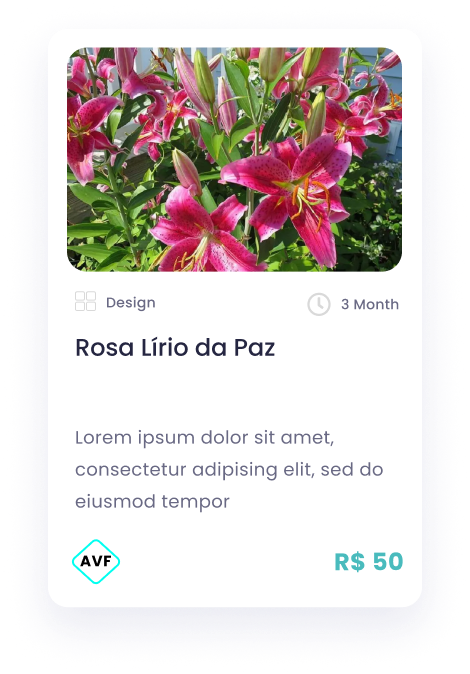 Design
3 Month
Rosa Lírio da Paz
Lorem ipsum dolor sit amet,
consectetur adipising elit, sed do
eiusmod tempor
AVF
R$ 50